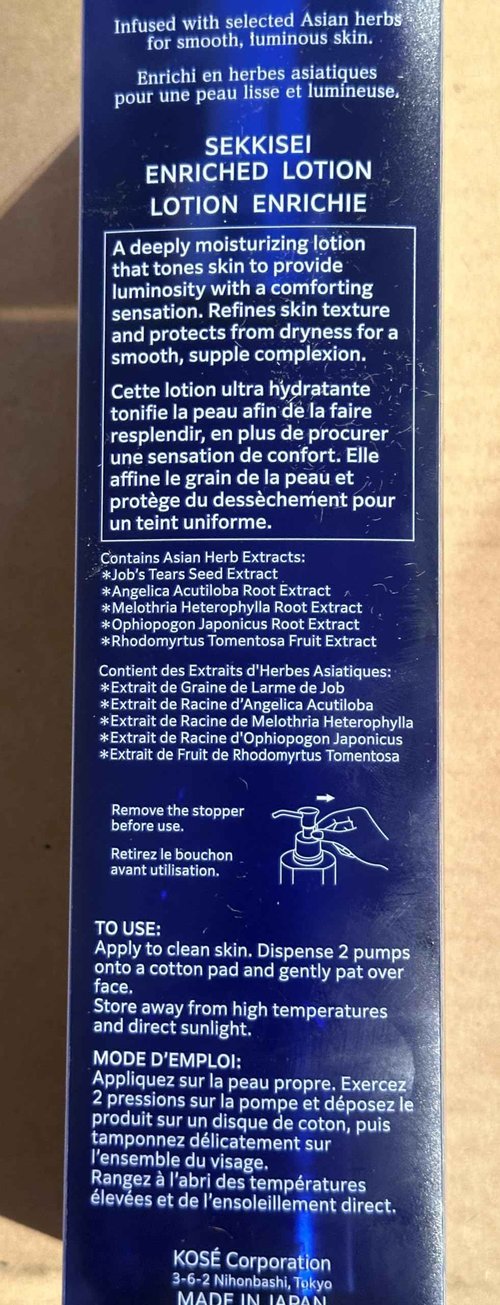 Infused with selected Asian herbs
for smooth, luminous skin.
Enrichi en herbes asiatiques
pour une peau lisse et lumineuse.
SEKKISEI
ENRICHED LOTION
LOTION ENRICHIE
A deeply moisturizing lotion
that tones skin to provide
luminosity with a comforting
sensation. Refines skin texture
and protects from dryness for a
smooth, supple complexion.
Cette lotion ultra hydratante
tonifie la peau afin de la faire
resplendir, en plus de procurer
une sensation de confort. Elle
affine le grain de la peau et
protège du dessèchement pour
un teint uniforme.
Contains Asian Herb Extracts:
*Job's Tears Seed Extract
*Angelica Acutiloba Root Extract
*Melothria Heterophylla Root Extract
*Ophiopogon Japonicus Root Extract
*Rhodomyrtus Tomentosa Fruit Extract
Contient des Extraits d'Herbes Asiatiques:
*Extrait de Graine de Larme de Job
*Extrait de Racine d'Angelica Acutiloba
*Extrait de Racine de Melothria Heterophylla
*Extrait de Racine d'Ophiopogon Japonicus
*Extrait de Fruit de Rhodomyrtus Tomentosa
Remove the stopper
before use.
Retirez le bouchon
avant utilisation.
TO USE:
Apply to clean skin. Dispense 2 pumps
onto a cotton pad and gently pat over
face.
Store away from high temperatures
and direct sunlight.
MODE D'EMPLOI:
Appliquez sur la peau propre. Exercez
2 pressions sur la pompe et déposez le
produit sur un disque de coton, puis
tamponnez délicatement sur
l'ensemble du visage.
Rangez à l'abri des températures
élevées et de l'ensoleillement direct.
KOSÉ Corporation
3-6-2 Nihonbashi, Tokyo
MADE IN JAPAN